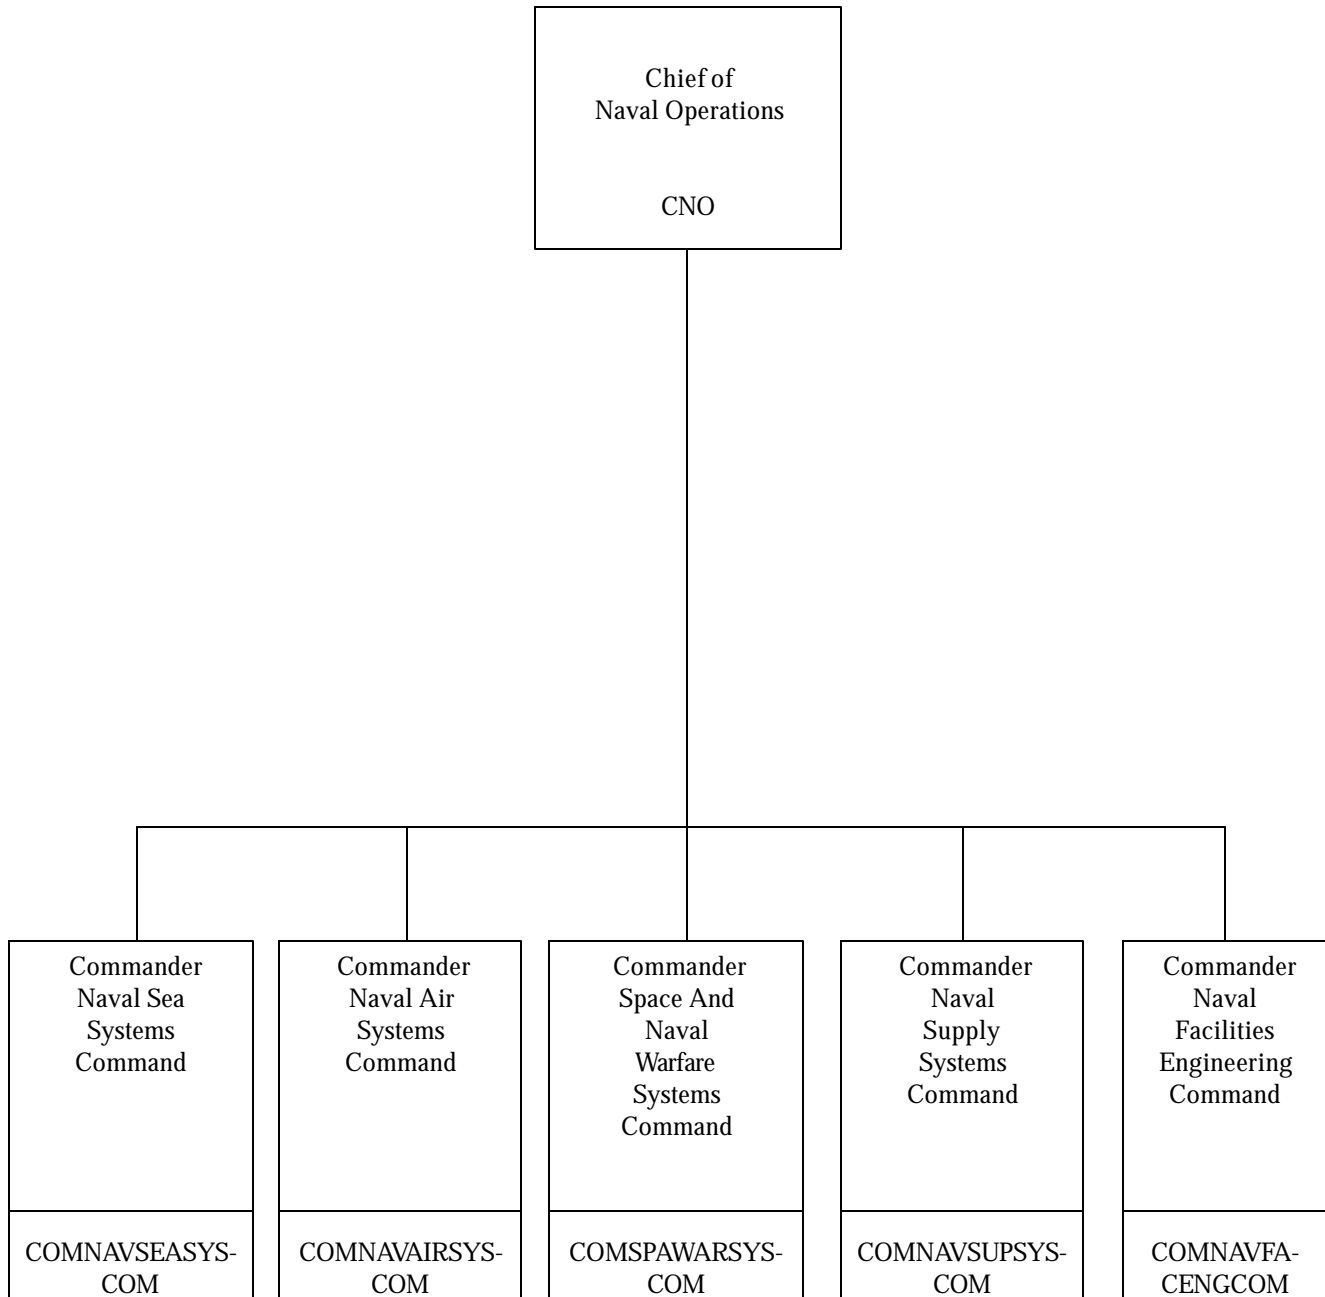 Chief of
Naval Operations
CNO
Commander
Naval Sea
Systems
Command
COMNAVSEASYS-
COM
Commander
Naval Air
Systems
Command
COMNAVAIRSYS-
COM
Commander
Space And
Naval
Warfare
Systems
Command
COMSPAWARSYS-
COM
Commander
Naval
Supply
Systems
Command
COMNAVSUPSYS-
COM
Commander
Naval
Facilities
Engineering
Command
COMNAVFA-
CENGCOM